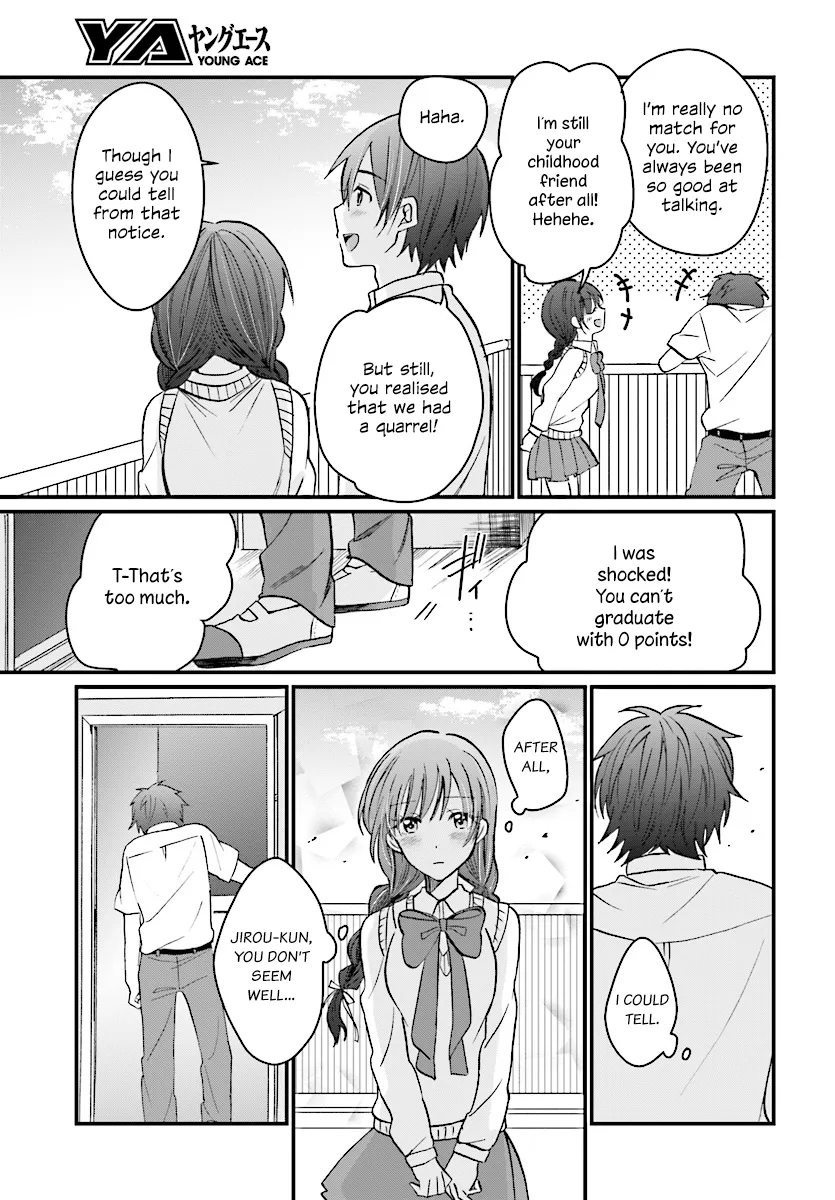 YA ヤングエース
YOUNG ACE
I'm really no
match for
you. You've
always been
so good at
talking.
I'm still
your
childhood
friend
after all!
Hehehe.
Haha.
Though I
guess you
could tell
from that
notice.
But still,
you realised
that we had
a quarrel!
I was
shocked!
You can't
graduate
with 0 points!
T-That's
too much.
I COULD
TELL.
AFTER
ALL,
JIROU-KUN,
YOU DON'T
SEEM
WELL...